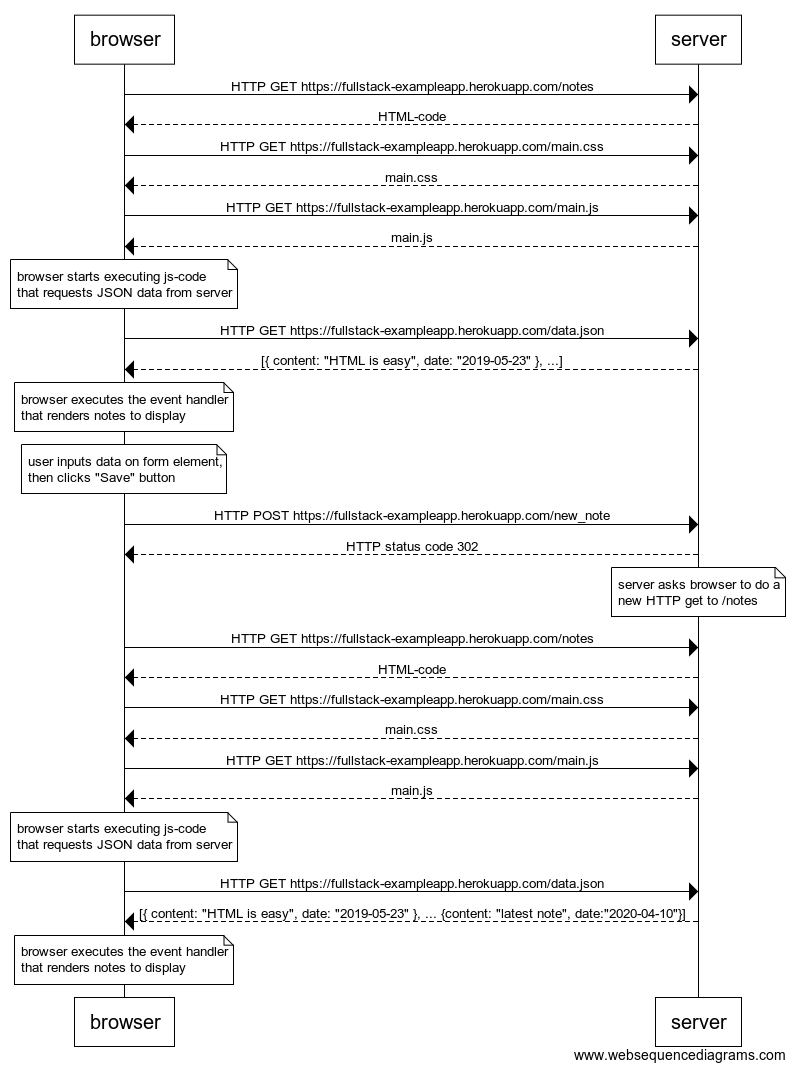 browser
server
HTTP GET https://fullstack-exampleapp.herokuapp.com/notes
HTML-code
HTTP GET https://fullstack-exampleapp.herokuapp.com/main.css
main.css
HTTP GET https://fullstack-exampleapp.herokuapp.com/main.js
main.js
browser starts executing js-code
that requests JSON data from server
HTTP GET https://fullstack-exampleapp.herokuapp.com/data.json
[{ content: "HTML is easy", date: "2019-05-23" }, ...]
browser executes the event handler
that renders notes to display
user inputs data on form element,
then clicks "Save" button
HTTP POST https://fullstack-exampleapp.herokuapp.com/new_note
HTTP status code 302
server asks browser to do a
new HTTP get to /notes
HTTP GET https://fullstack-exampleapp.herokuapp.com/notes
HTML-code
HTTP GET https://fullstack-exampleapp.herokuapp.com/main.css
main.css
HTTP GET https://fullstack-exampleapp.herokuapp.com/main.js
main.js
browser starts executing js-code
that requests JSON data from server
HTTP GET https://fullstack-exampleapp.herokuapp.com/data.json
[{ content: "HTML is easy", date: "2019-05-23" }, ... {content: "latest note", date:"2020-04-10"}]
browser executes the event handler
that renders notes to display
browser
server
www.websequencediagrams.com